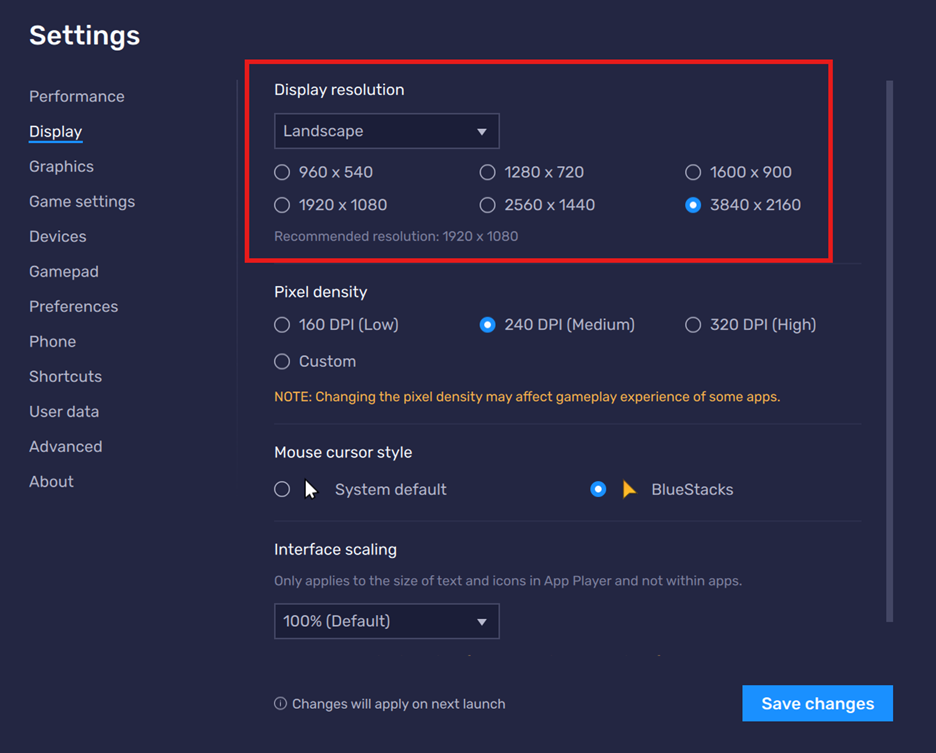 Settings
Performance
Display
Graphics
Game settings
Devices
Gamepad
Preferences
Phone
Shortcuts
User data
Advanced
About
Display resolution
Landscape
960 x 540
1280 x 720
1600 x 900
1920 x 1080
2560 x 1440
3840 x 2160
Recommended resolution: 1920 x 1080
Pixel density
160 DPI (Low)
240 DPI (Medium)
320 DPI (High)
Custom
NOTE: Changing the pixel density may affect gameplay experience of some apps.
Mouse cursor style
System default
BlueStacks
Interface scaling
Only applies to the size of text and icons in App Player and not within apps.
100% (Default)
Changes will apply on next launch
Save changes